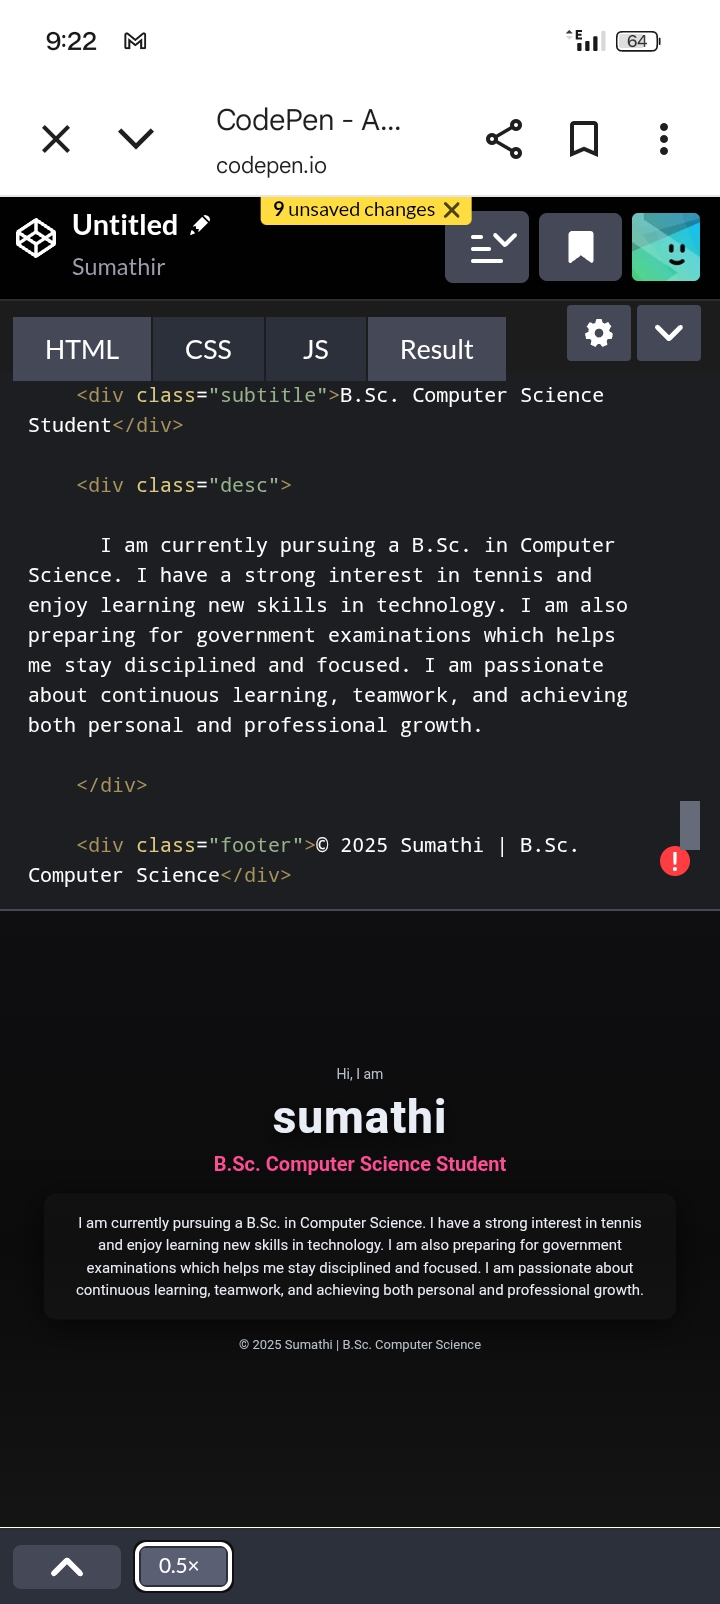 9:22
E
64
CodePen - A...
codepen.io
9 unsaved changes
Untitled
Sumathir
HTML CSS JS Result
<div class="subtitle">B.Sc. Computer Science
Student</div>
<div class="desc">
I am currently pursuing a B.Sc. in Computer
Science. I have a strong interest in tennis and
enjoy learning new skills in technology. I am also
preparing for government examinations which helps
me stay disciplined and focused. I am passionate
about continuous learning, teamwork, and achieving
both personal and professional growth.
</div>
<div class="footer">© 2025 Sumathi | B.Sc.
Computer Science</div>
Hi, I am
sumathi
B.Sc. Computer Science Student
I am currently pursuing a B.Sc. in Computer Science. I have a strong interest in tennis
and enjoy learning new skills in technology. I am also preparing for government
examinations which helps me stay disciplined and focused. I am passionate about
continuous learning, teamwork, and achieving both personal and professional growth.
© 2025 Sumathi | B.Sc. Computer Science
0.5×